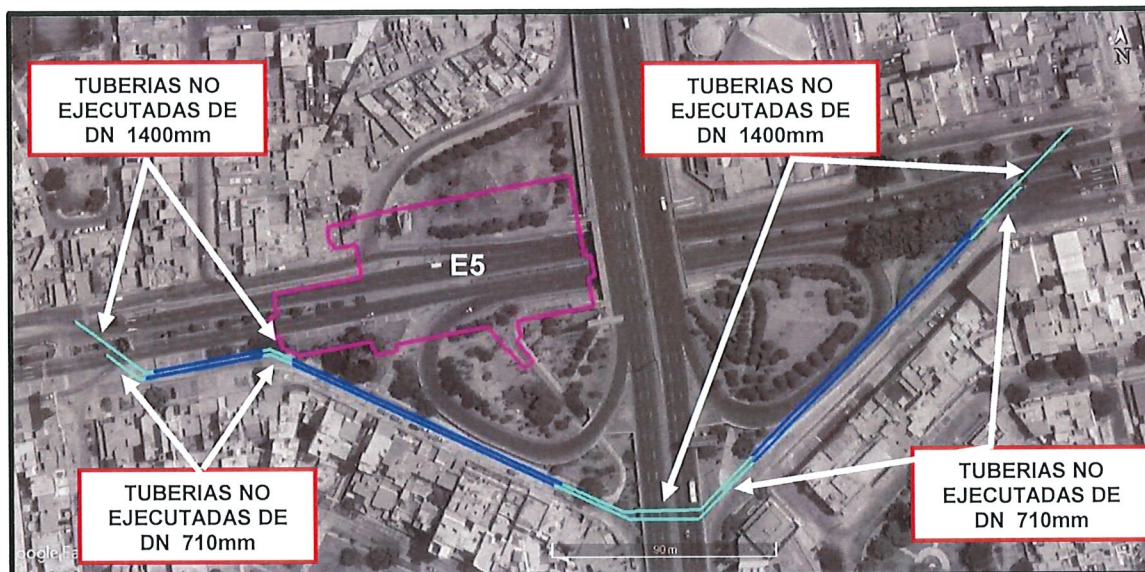 TUBERIAS NO
EJECUTADAS DE
DN 1400mm
TUBERIAS NO
EJECUTADAS DE
DN 1400mm
N
E5
TUBERIAS NO
EJECUTADAS DE
DN 710mm
TUBERIAS NO
EJECUTADAS DE
DN 710mm
90 m